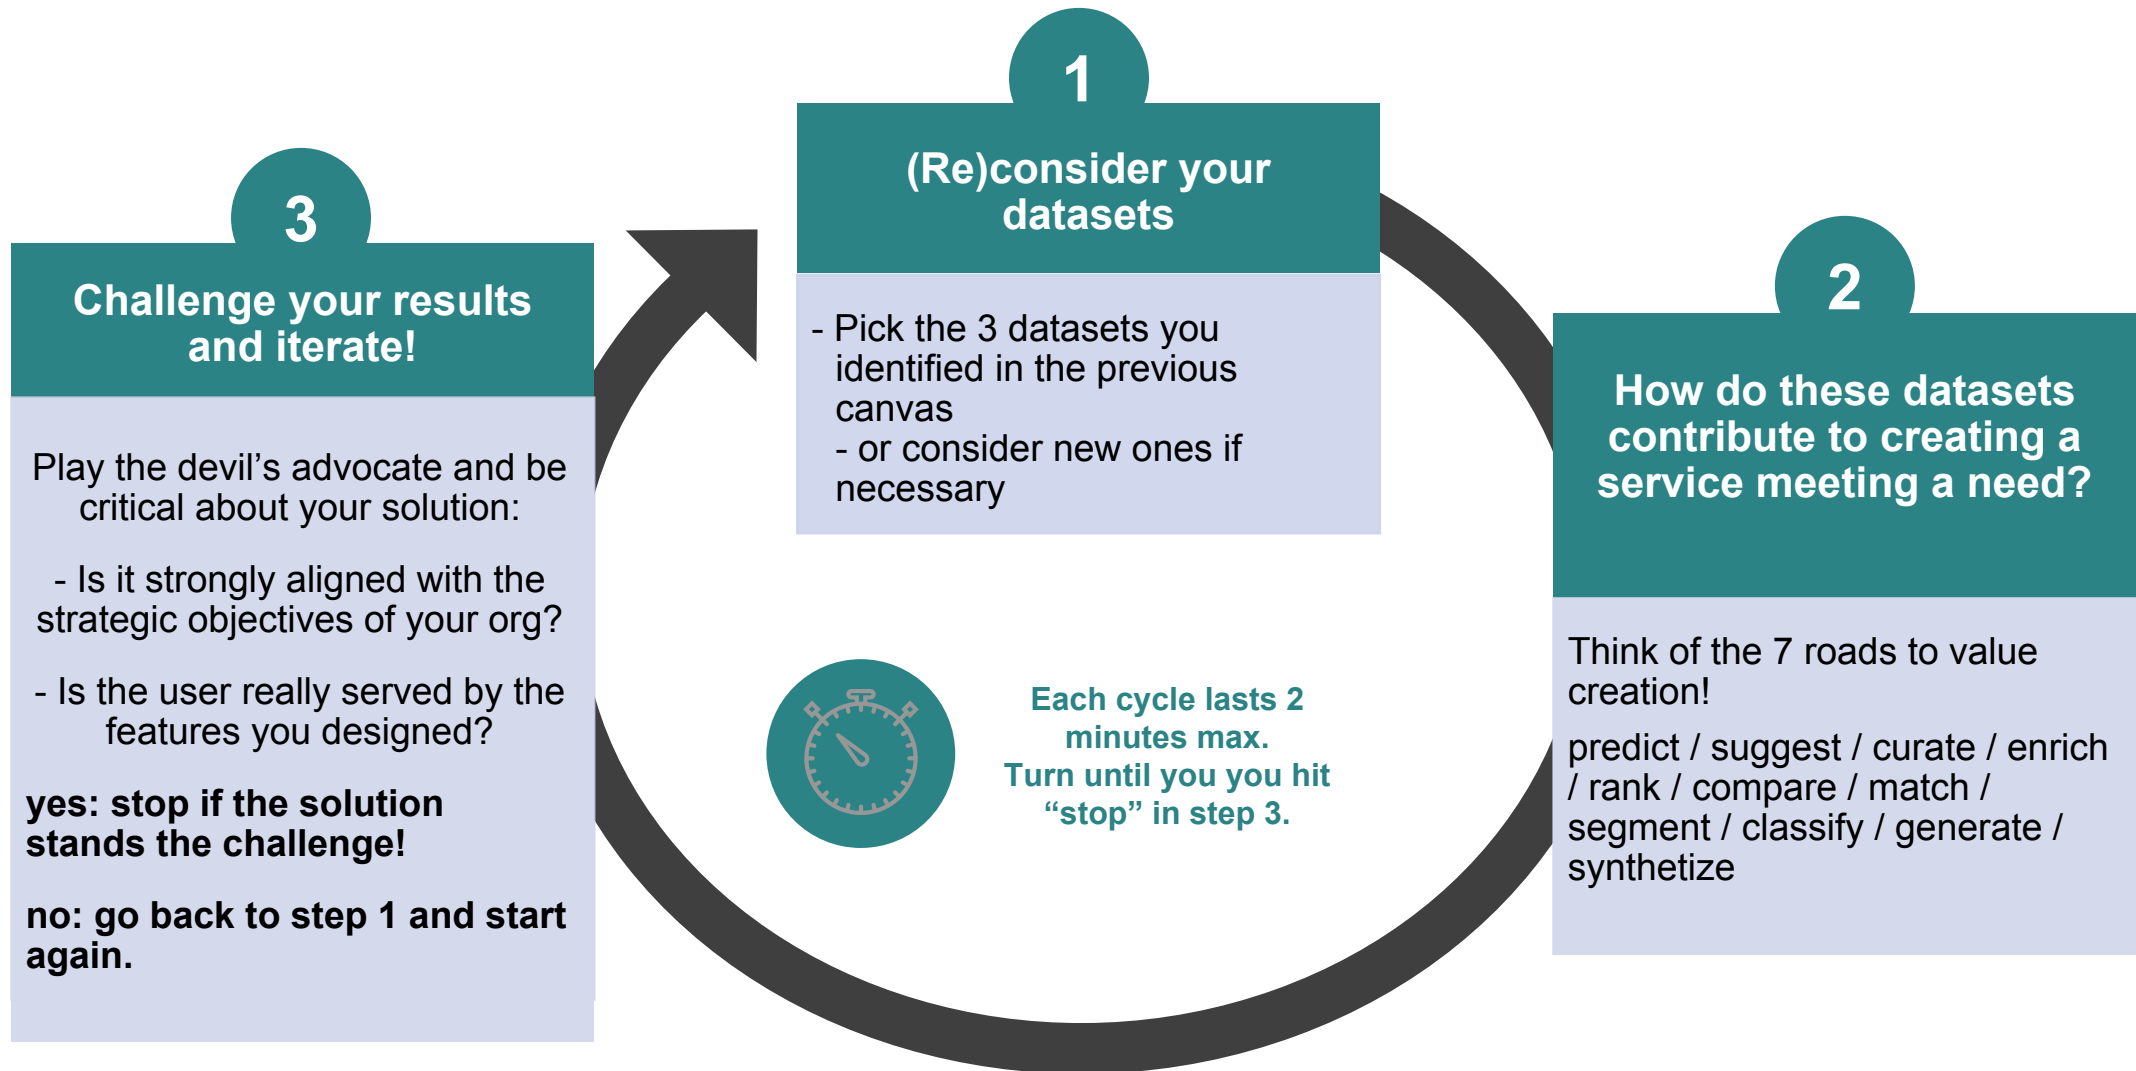 1
(Re)consider your
datasets
- Pick the 3 datasets you
identified in the previous
canvas
- or consider new ones if
necessary
2
How do these datasets
contribute to creating a
service meeting a need?
Think of the 7 roads to value
creation!
predict / suggest / curate / enrich
/ rank / compare / match /
segment / classify / generate /
synthetize
3
Challenge your results
and iterate!
Play the devil’s advocate and be
critical about your solution:
- Is it strongly aligned with the
strategic objectives of your org?
- Is the user really served by the
features you designed?
yes: stop if the solution
stands the challenge!
no: go back to step 1 and start
again.
Each cycle lasts 2
minutes max.
Turn until you you hit
“stop” in step 3.